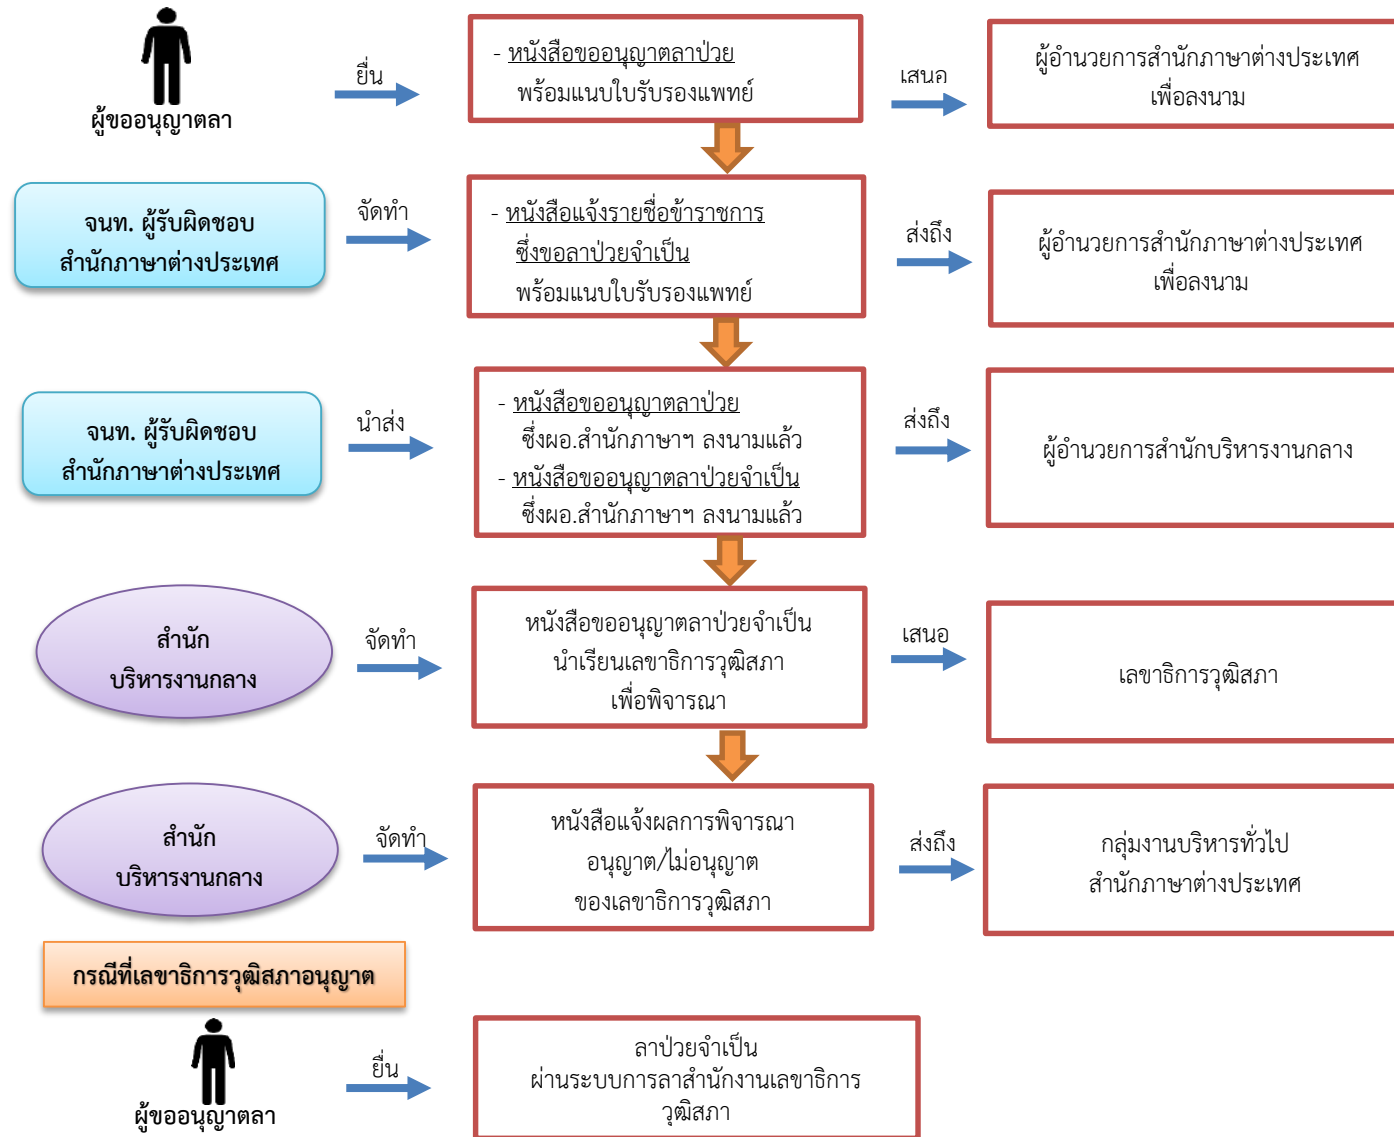 ผู้ขออนุญาตลา
ยื่น
- หนังสือขออนุญาตลาป่วย
พร้อมแนบใบรับรองแพทย์
เสนอ
ผู้อำนวยการสำนักภาษาต่างประเทศ
เพื่อลงนาม
จนท. ผู้รับผิดชอบ
สำนักภาษาต่างประเทศ
จัดทำ
- หนังสือแจ้งรายชื่อข้าราชการ
ซึ่งขอลาป่วยจำเป็น
พร้อมแนบใบรับรองแพทย์
ส่งถึง
ผู้อำนวยการสำนักภาษาต่างประเทศ
เพื่อลงนาม
จนท. ผู้รับผิดชอบ
สำนักภาษาต่างประเทศ
นำส่ง
- หนังสือขออนุญาตลาป่วย
ซึ่งผอ.สำนักภาษาฯ ลงนามแล้ว
- หนังสือขออนุญาตลาป่วยจำเป็น
ซึ่งผอ.สำนักภาษาฯ ลงนามแล้ว
ส่งถึง
ผู้อำนวยการสำนักบริหารงานกลาง
สำนัก
บริหารงานกลาง
จัดทำ
หนังสือขออนุญาตลาป่วยจำเป็น
นำเรียนเลขาธิการวุฒิสภา
เพื่อพิจารณา
เสนอ
เลขาธิการวุฒิสภา
สำนัก
บริหารงานกลาง
จัดทำ
หนังสือแจ้งผลการพิจารณา
อนุญาต/ไม่อนุญาต
ของเลขาธิการวุฒิสภา
ส่งถึง
กลุ่มงานบริหารทั่วไป
สำนักภาษาต่างประเทศ
กรณีที่เลขาธิการวุฒิสภาอนุญาต
ผู้ขออนุญาตลา
ยื่น
ลาป่วยจำเป็น
ผ่านระบบการลาสำนักงานเลขาธิการ
วุฒิสภา